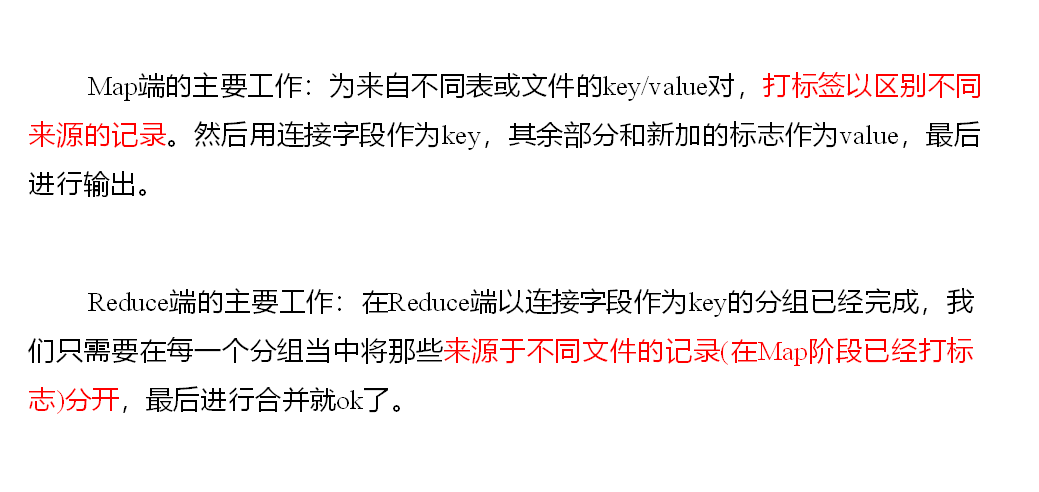 Map端的主要工作：为来自不同表或文件的key/value对，打标签以区别不同
来源的记录。然后用连接字段作为key，其余部分和新加的标志作为value，最后
进行输出。
Reduce端的主要工作：在Reduce端以连接字段作为key的分组已经完成，我
们只需要在每一个分组当中将那些来源于不同文件的记录(在Map阶段已经打标
志)分开，最后进行合并就ok了。